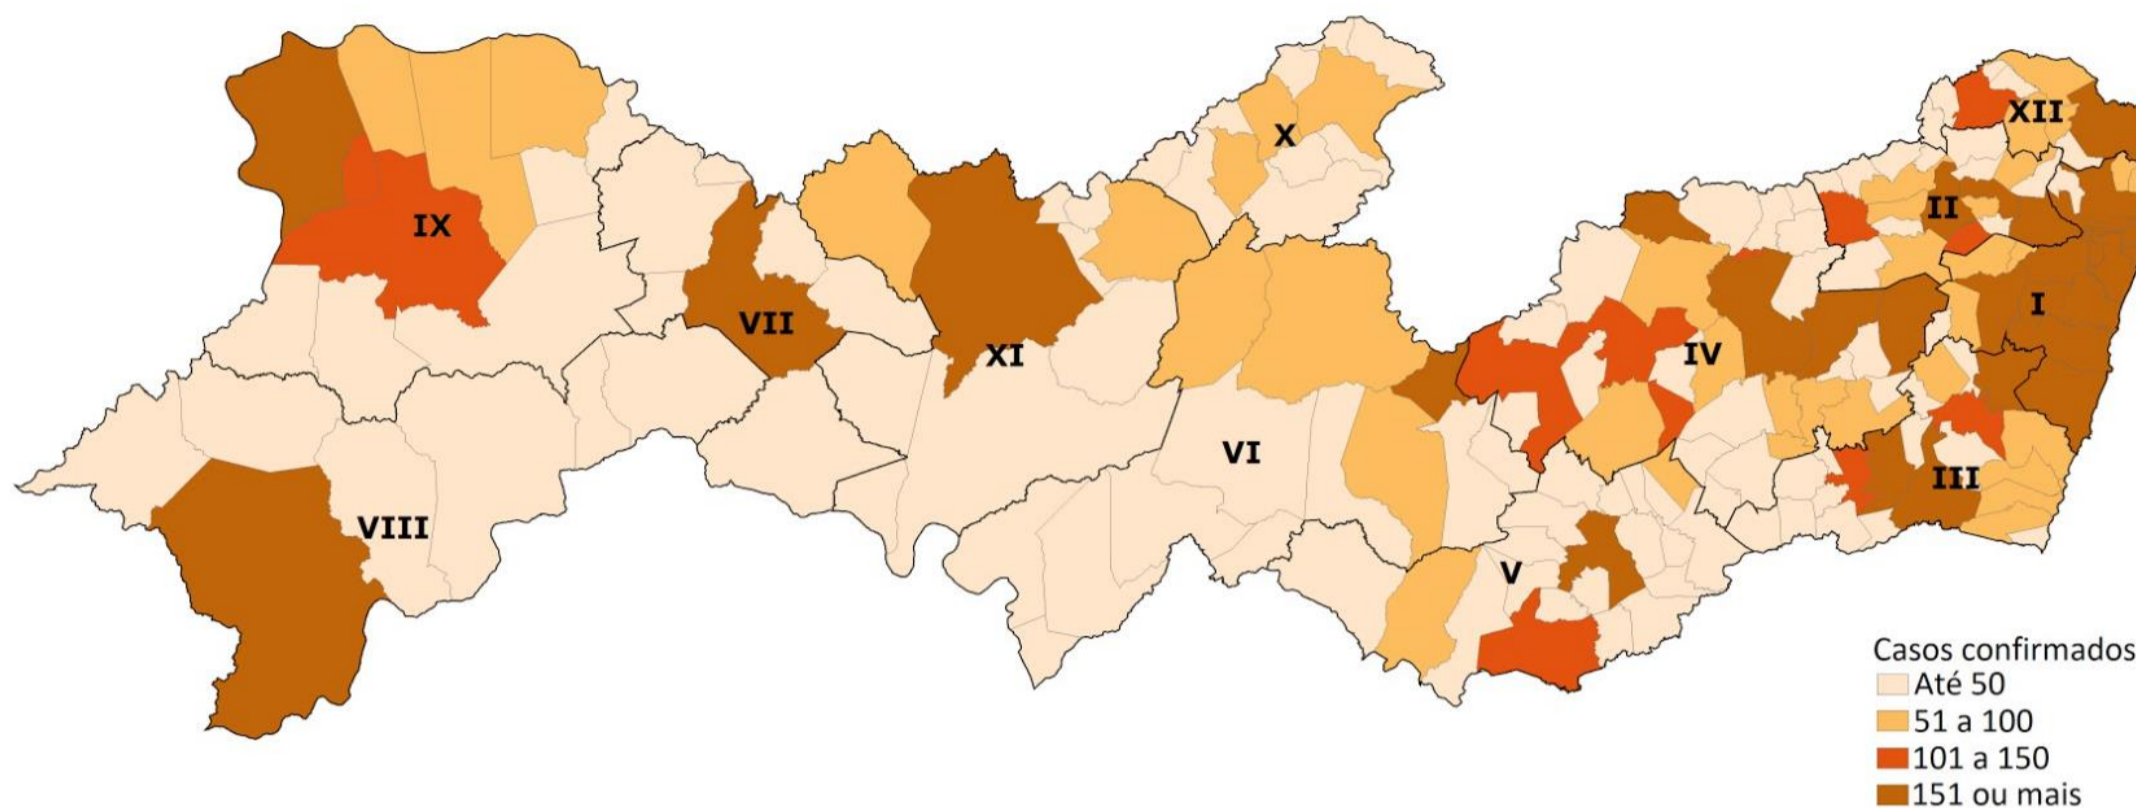 X
XII
II
IX
I
VII
XI
IV
VI
III
VIII
V
Casos confirmados
Até 50
51 a 100
101 a 150
151 ou mais